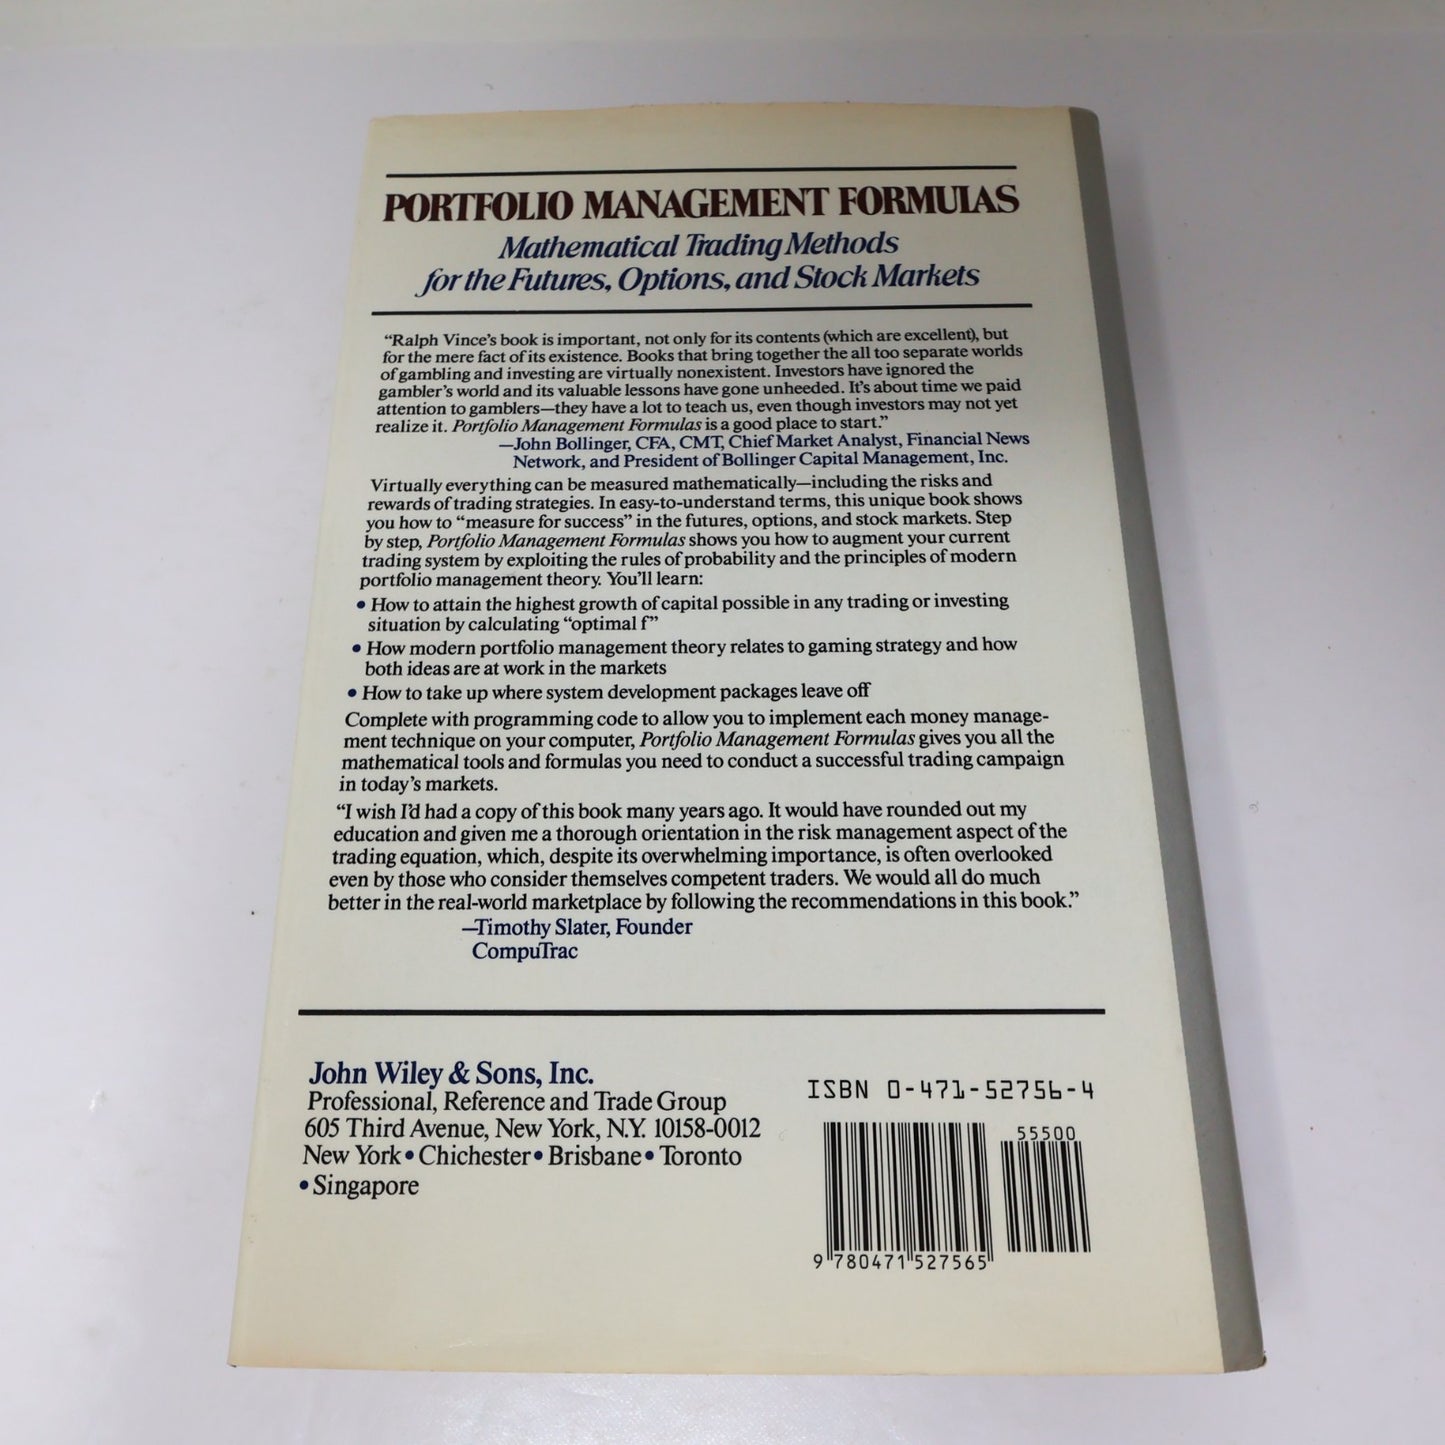 PORTFOLIO MANAGEMENT FORMULAS
Mathematical Trading Methods
for the Futures, Options, and Stock Markets
“Ralph Vince’s book is important, not only for its contents (which are excellent), but
for the mere fact of its existence. Books that bring together the all too separate worlds
of gambling and investing are virtually nonexistent. Investors have ignored the
gambler’s world and its valuable lessons have gone unheeded. It’s about time we paid
attention to gamblers—they have a lot to teach us, even though investors may not yet
realize it. Portfolio Management Formulas is a good place to start.”
—John Bollinger, CFA, CMT, Chief Market Analyst, Financial News
Network, and President of Bollinger Capital Management, Inc.
Virtually everything can be measured mathematically—including the risks and
rewards of trading strategies. In easy-to-understand terms, this unique book shows
you how to “measure for success” in the futures, options, and stock markets. Step
by step, Portfolio Management Formulas shows you how to augment your current
trading system by exploiting the rules of probability and the principles of modern
portfolio management theory. You’ll learn:
• How to attain the highest growth of capital possible in any trading or investing
situation by calculating “optimal f”
• How modern portfolio management theory relates to gaming strategy and how
both ideas are at work in the markets
• How to take up where system development packages leave off
Complete with programming code to allow you to implement each money manage-
ment technique on your computer, Portfolio Management Formulas gives you all the
mathematical tools and formulas you need to conduct a successful trading campaign
in today’s markets.
“I wish I’d had a copy of this book many years ago. It would have rounded out my
education and given me a thorough orientation in the risk management aspect of the
trading equation, which, despite its overwhelming importance, is often overlooked
even by those who consider themselves competent traders. We would all do much
better in the real-world marketplace by following the recommendations in this book.”
—Timothy Slater, Founder
CompuTrac
John Wiley & Sons, Inc.
Professional, Reference and Trade Group
605 Third Avenue, New York, N.Y. 10158-0012
New York • Chichester • Brisbane • Toronto
• Singapore
ISBN 0-471-52756-4
55500
9 780471 527565